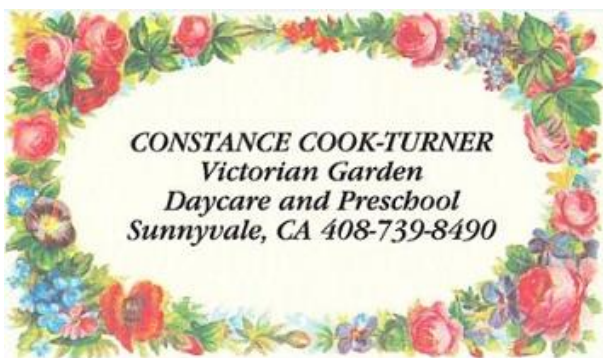 CONSTANCE COOK-TURNER
Victorian Garden
Daycare and Preschool
Sunnyvale, CA 408-739-8490